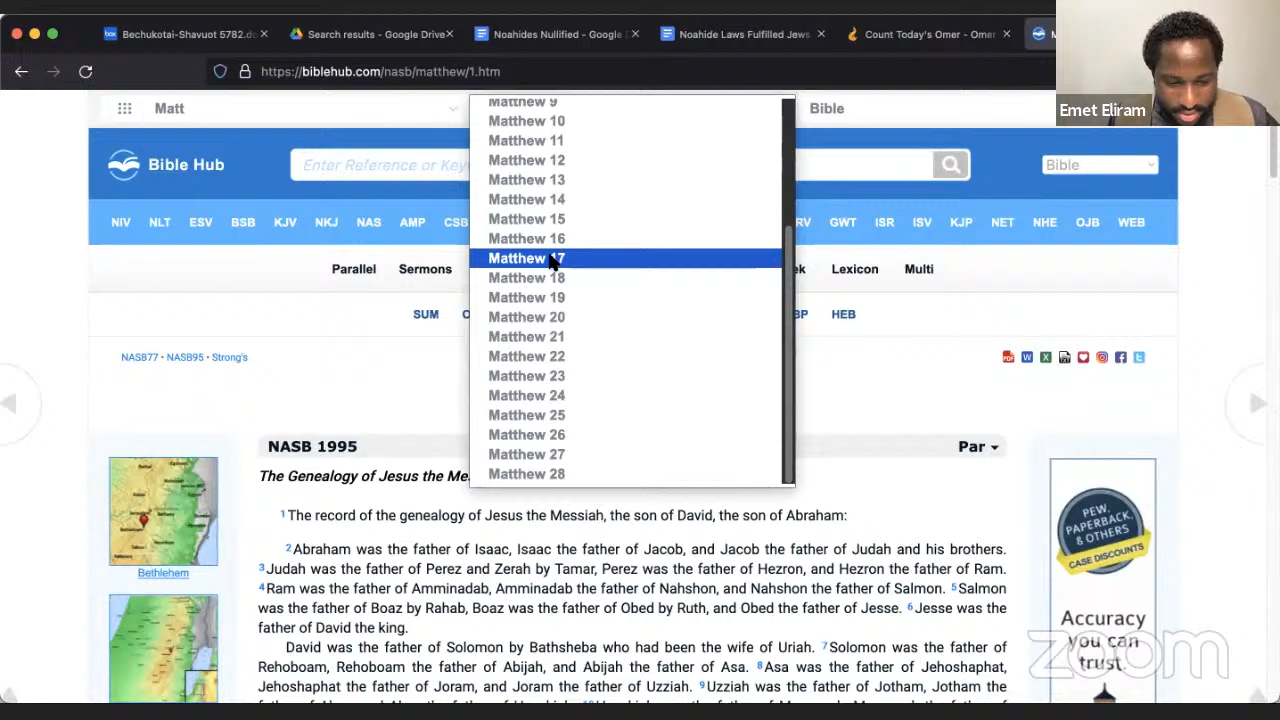 Bechukotai-Shavuot 5782.do
Search results - Google Drive
Noahides Nullified - Google
Noahide Laws Fulfilled Jews
Count Today's Omer - Omer
https://biblehub.com/nasb/matthew/1.htm
Emet Eliram
Matt
Bible
Bible Hub
Enter Reference or Key
Bible
NIV NLT ESV BSB KJV NKJ NAS AMP CSB
RV GWT ISR ISV KJP NET NHE OJB WEB
Matthew 9
Matthew 10
Matthew 11
Matthew 12
Matthew 13
Matthew 14
Matthew 15
Matthew 16
Matthew 17
Matthew 18
Matthew 19
Matthew 20
Matthew 21
Matthew 22
Matthew 23
Matthew 24
Matthew 25
Matthew 26
Matthew 27
Matthew 28
Parallel Sermons
ek Lexicon Multi
SUM
BP HEB
NASB77 • NASB95 • Strong's
NASB 1995
Par
The Genealogy of Jesus the Me
1 The record of the genealogy of Jesus the Messiah, the son of David, the son of Abraham:
2 Abraham was the father of Isaac, Isaac the father of Jacob, and Jacob the father of Judah and his brothers.
3 Judah was the father of Perez and Zerah by Tamar, Perez was the father of Hezron, and Hezron the father of Ram.
4 Ram was the father of Amminadab, Amminadab the father of Nahshon, and Nahshon the father of Salmon. 5 Salmon
was the father of Boaz by Rahab, Boaz was the father of Obed by Ruth, and Obed the father of Jesse. 6 Jesse was the
father of David the king.
David was the father of Solomon by Bathsheba who had been the wife of Uriah. 7 Solomon was the father of
Rehoboam, Rehoboam the father of Abijah, and Abijah the father of Asa. 8 Asa was the father of Jehoshaphat,
Jehoshaphat the father of Joram, and Joram the father of Uzziah. 9 Uzziah was the father of Jotham, Jotham the
Bethlehem
PEW,
PAPERBACK,
& OTHERS
CASE DISCOUNTS
Accuracy
you can
trust.
zoom